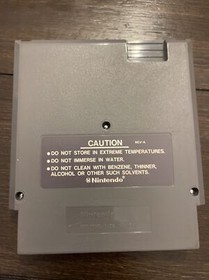 CAUTION
REV-A
•DO NOT STORE IN EXTREME TEMPERATURES.
•DO NOT IMMERSE IN WATER.
•DO NOT CLEAN WITH BENZENE, THINNER,
ALCOHOL OR OTHER SUCH SOLVENTS.
Nintendo®